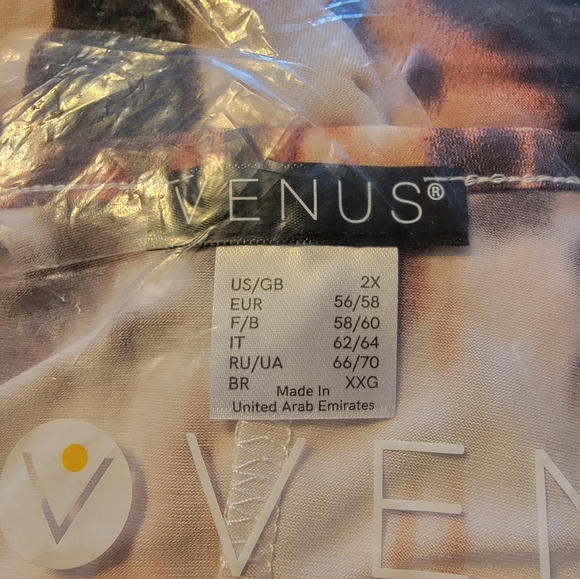 VENUS®
US/GB 2X
EUR 56/58
F/B 58/60
IT 62/64
RU/UA 66/70
BR XXG
Made In
United Arab Emirates
V VEN